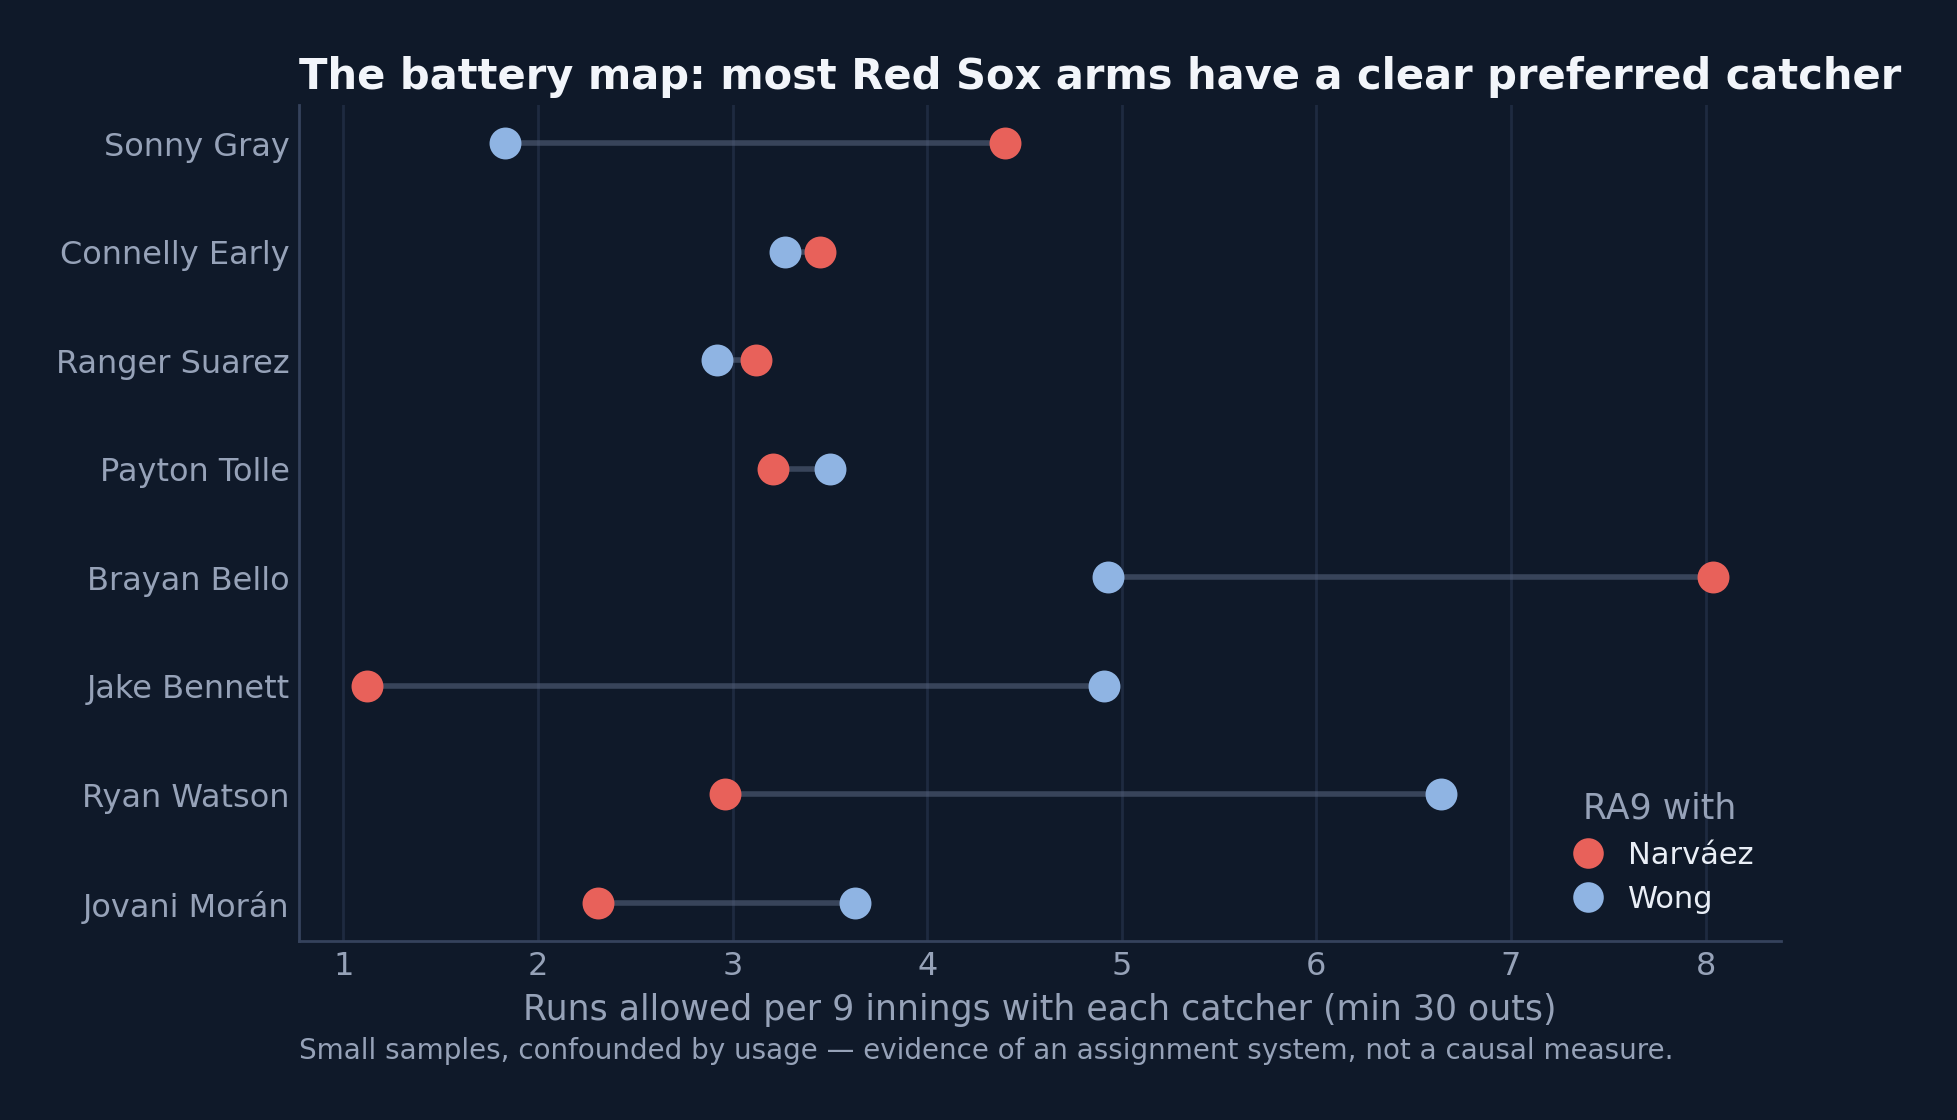 The battery map: most Red Sox arms have a clear preferred catcher
Sonny Gray
Connelly Early
Ranger Suarez
Payton Tolle
Brayan Bello
Jake Bennett
Ryan Watson
Jovani Morán
RA9 with
Narváez
Wong
1 2 3 4 5 6 7 8
Runs allowed per 9 innings with each catcher (min 30 outs)
Small samples, confounded by usage — evidence of an assignment system, not a causal measure.